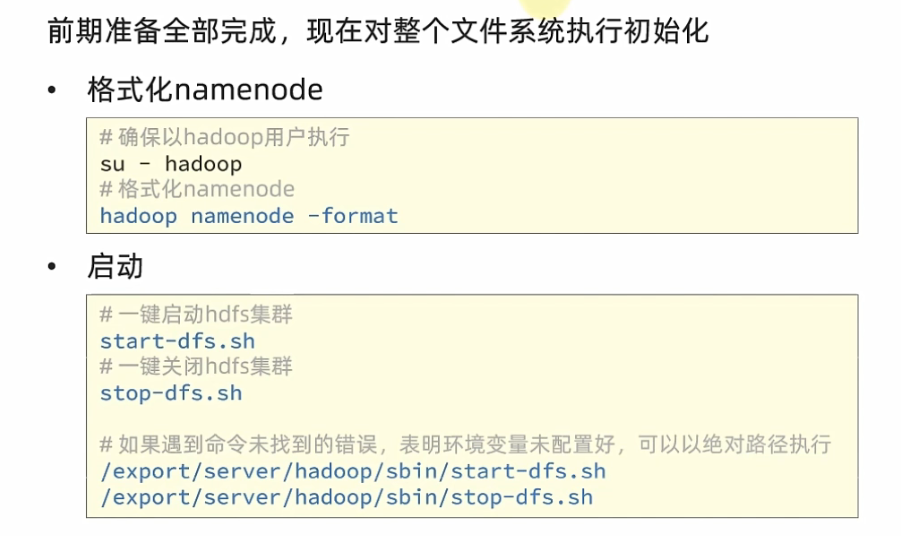 前期准备全部完成，现在对整个文件系统执行初始化
• 格式化namenode
# 确保以hadoop用户执行
su - hadoop
# 格式化namenode
hadoop namenode -format
• 启动
# 一键启动hdfs集群
start-dfs.sh
# 一键关闭hdfs集群
stop-dfs.sh
# 如果遇到命令未找到的错误，表明环境变量未配置好，可以以绝对路径执行
/export/server/hadoop/sbin/start-dfs.sh
/export/server/hadoop/sbin/stop-dfs.sh